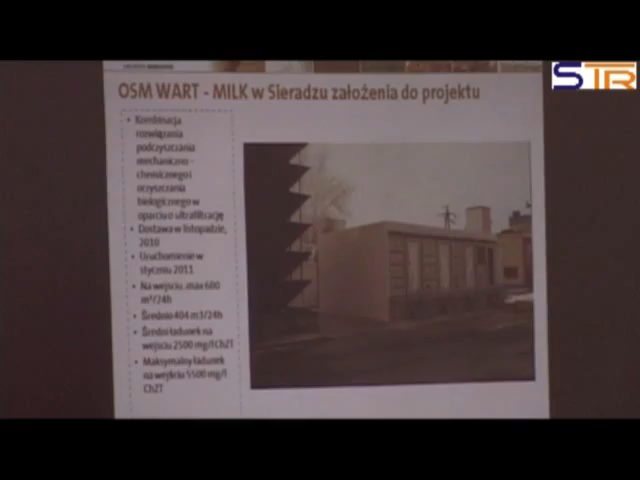 STR
OSM WART - MILK w Sieradzu założenia do projektu
• Kombinacja
rozwiązania
podczyszczania
mechaniczno -
chemicznego i
oczyszczania
biologicznego w
oparciu o ultrafiltrację
• Dostawa w listopadzie,
2010
• Uruchomienie w
styczniu 2011
• Na wejściu .max 600
m³/24h
• Średnio 404 m3/24h
• Średni ładunek na
wejściu 2500 mg/l ChZT
• Maksymalny ładunek
na wejściu 5500 mg/l
ChZT